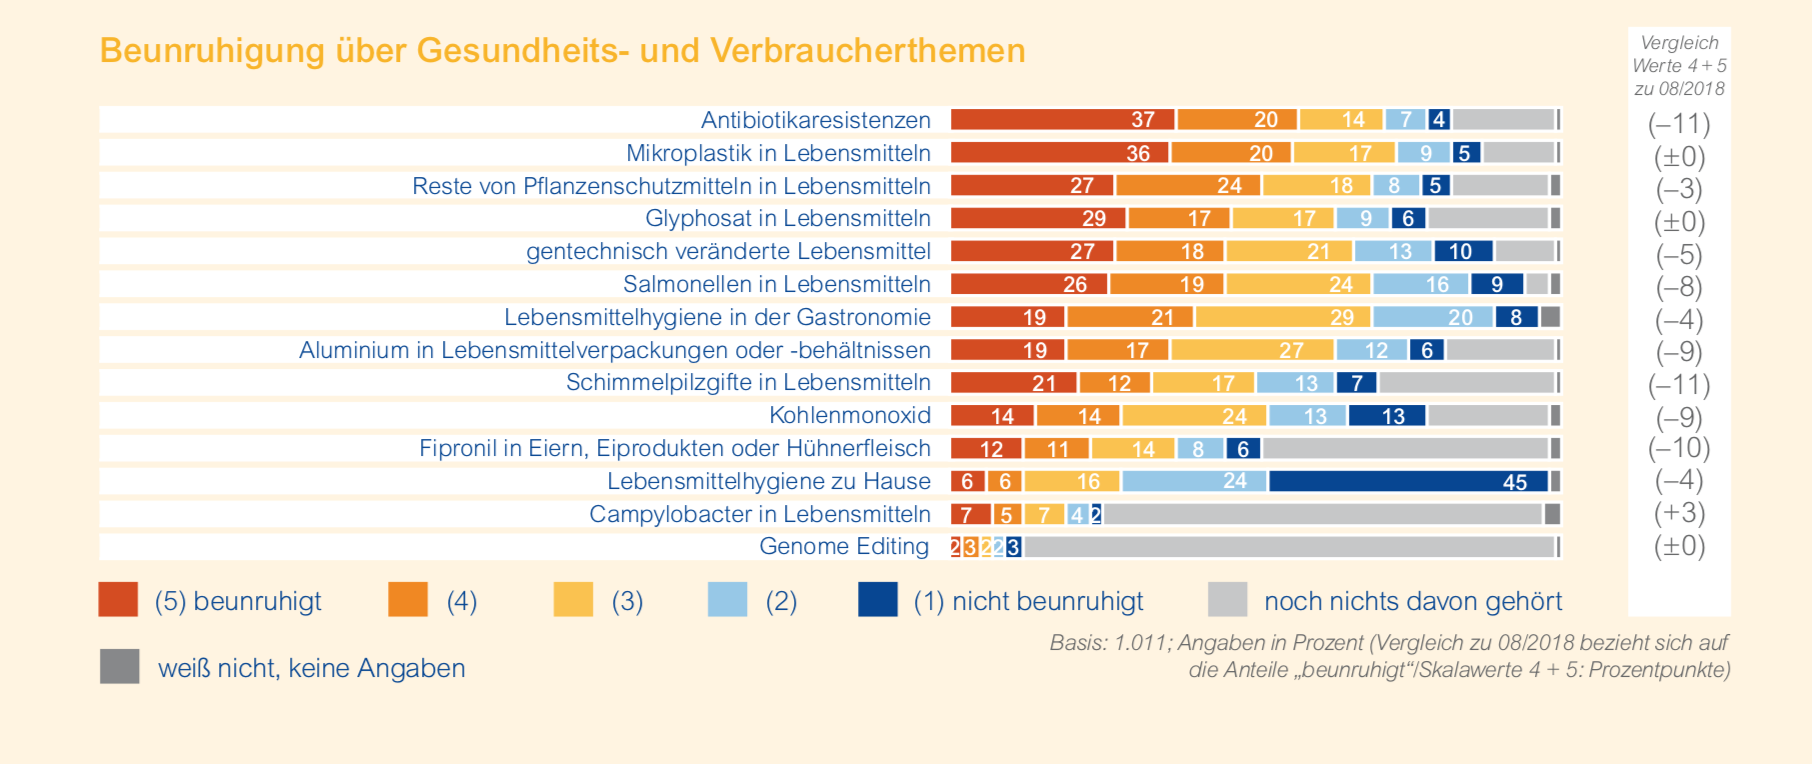 Beunruhigung über Gesundheits- und Verbraucherthemen
Vergleich
Werte 4 + 5
zu 08/2018
Antibiotikaresistenzen 37 20 14 7 4 (–11)
Mikroplastik in Lebensmitteln 36 20 17 9 5 (±0)
Reste von Pflanzenschutzmitteln in Lebensmitteln 27 24 18 8 5 (–3)
Glyphosat in Lebensmitteln 29 17 17 9 6 (±0)
gentechnisch veränderte Lebensmittel 27 18 21 13 10 (–5)
Salmonellen in Lebensmitteln 26 19 24 16 9 (–8)
Lebensmittelhygiene in der Gastronomie 19 21 29 20 8 (–4)
Aluminium in Lebensmittelverpackungen oder -behältnissen 19 17 27 12 6 (–9)
Schimmelpilzgifte in Lebensmitteln 21 12 17 13 7 (–11)
Kohlenmonoxid 14 14 24 13 13 (–9)
Fipronil in Eiern, Eiprodukten oder Hühnerfleisch 12 11 14 8 6 (–10)
Lebensmittelhygiene zu Hause 6 6 16 24 45 (–4)
Campylobacter in Lebensmitteln 7 5 7 4 2 (+3)
Genome Editing 2 3 2 2 3 (±0)
(5) beunruhigt (4) (3) (2) (1) nicht beunruhigt noch nichts davon gehört
weiß nicht, keine Angaben
Basis: 1.011; Angaben in Prozent (Vergleich zu 08/2018 bezieht sich auf
die Anteile „beunruhigt“/Skalawerte 4 + 5: Prozentpunkte)